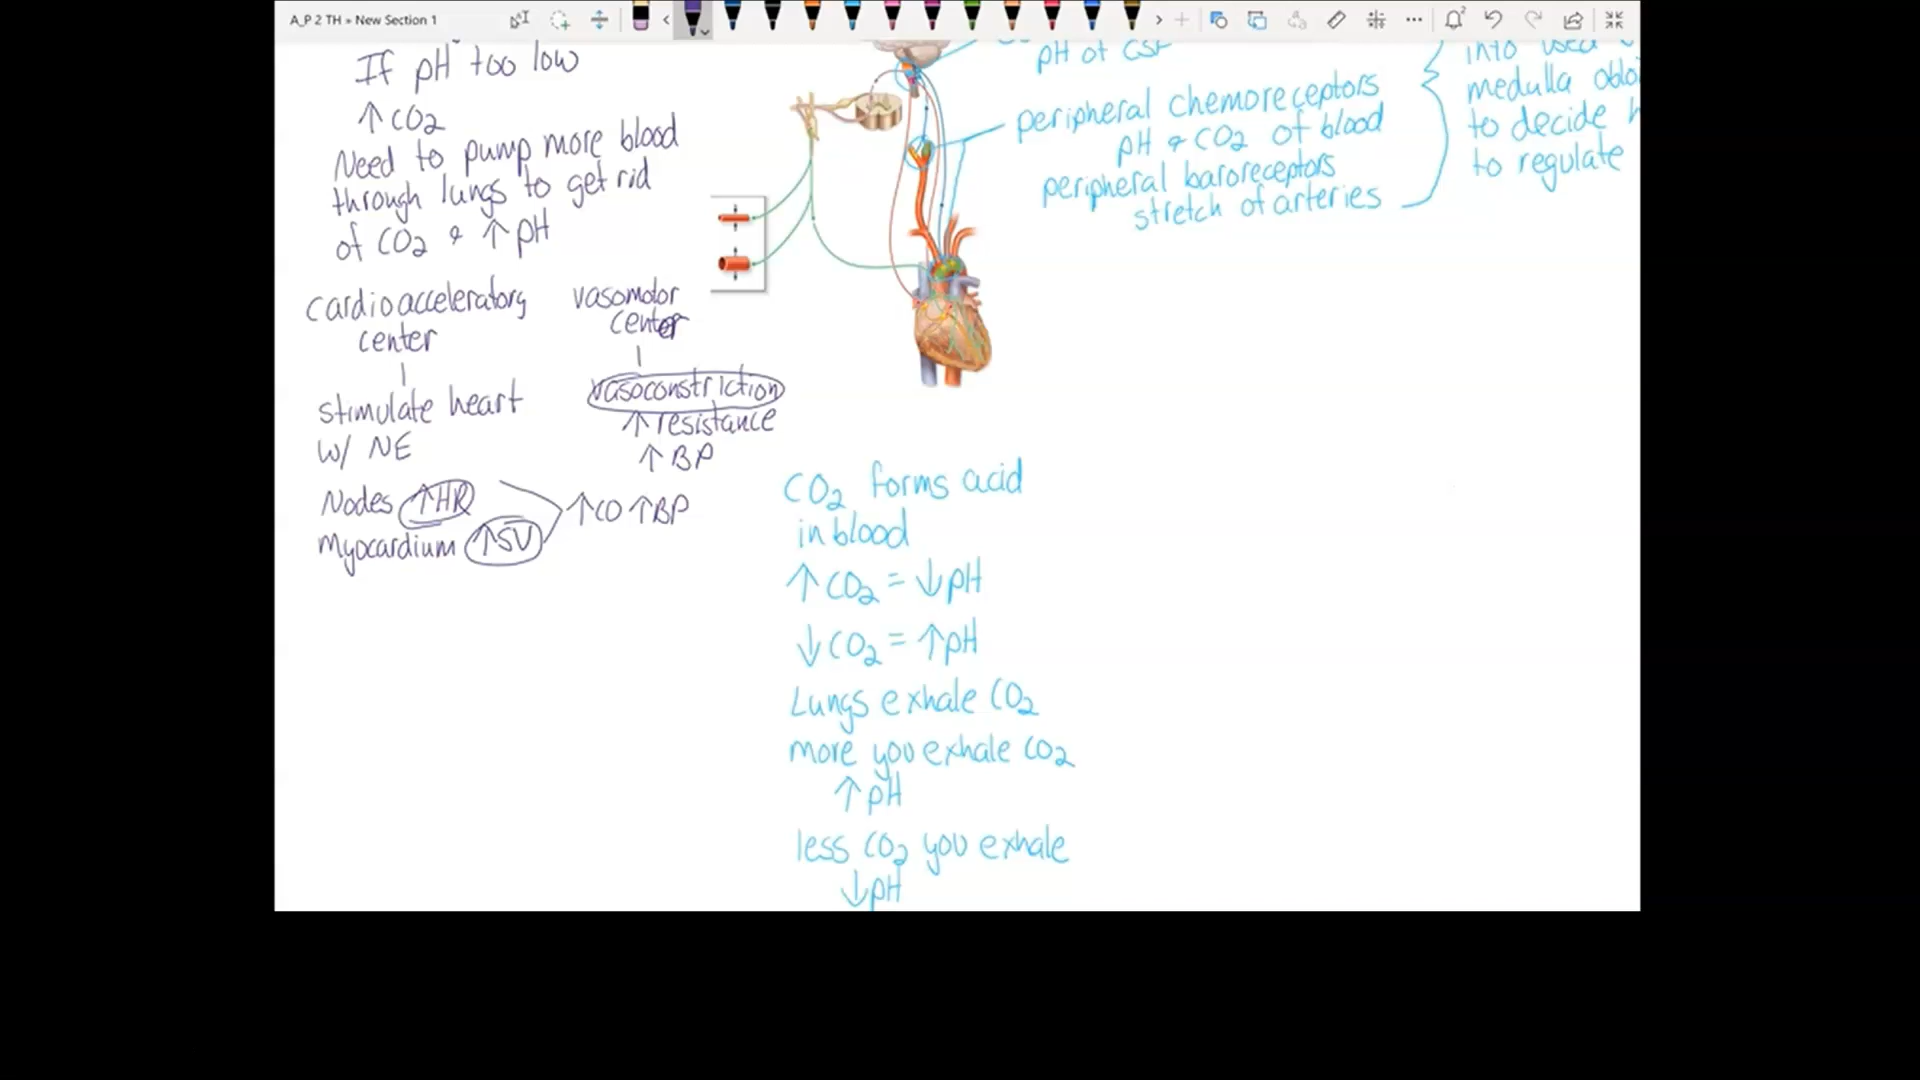 A_P 2 TH » New Section 1
If pH too low
↑ CO2
Need to pump more blood
through lungs to get rid
of CO2 & ↑ pH
cardioacceleratory
center
stimulate heart
w/ NE
Nodes ↑HR
Myocardium ↑SV
↑CO ↑BP
vasomotor
center
vasoconstriction
↑ resistance
↑ BP
pH of CSF
peripheral chemoreceptors
pH & CO2 of blood
peripheral baroreceptors
stretch of arteries
into used
medulla oblo
to decide h
to regulate
CO2 forms acid
in blood
↑ CO2 = ↓ pH
↓ CO2 = ↑ pH
Lungs exhale CO2
more you exhale CO2
↑ pH
less CO2 you exhale
↓ pH